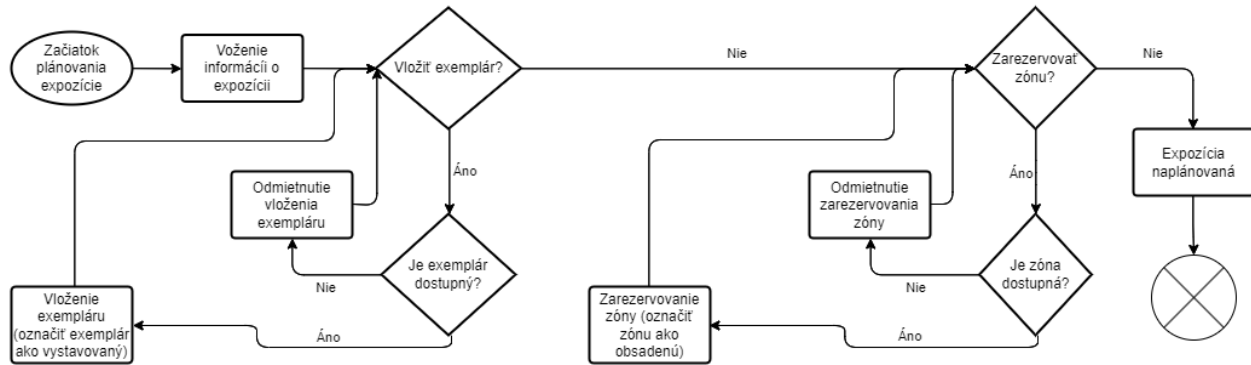 Začiatok
plánovania
expozície
Voženie
informácíi o
expozícii
Vložiť exemplár?
Nie
Zarezervovať
zónu?
Nie
Áno
Áno
Expozícia
naplánovaná
Odmietnutie
vloženia
exempláru
Odmietnutie
zarezervovania
zóny
Je exemplár
dostupný?
Nie
Je zóna
dostupná?
Nie
Vloženie
exempláru
(označiť exemplár
ako vystavovaný)
Áno
Zarezervovanie
zóny (označiť
zónu ako
obsadenú)
Áno